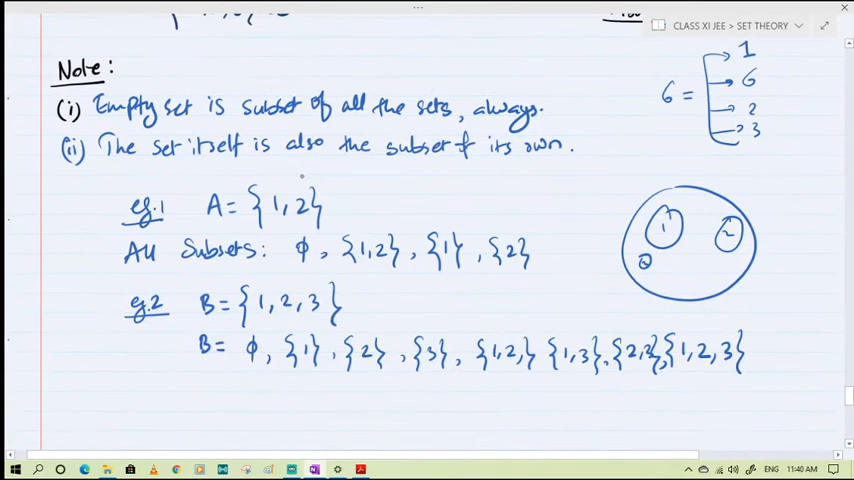 CLASS XI JEE > SET THEORY
Note:
(i) Empty set is subset of all the sets, always.
(ii) The set itself is also the subset of its own.
6 =
1
6
2
3
eg.1 A = {1,2}
All Subsets: φ, {1,2}, {1}, {2}
1
2
eg.2 B = {1, 2, 3}
B = φ, {1}, {2}, {3}, {1,2,} {1,3}, {2,3}, {1, 2, 3}
ENG 11:40 AM